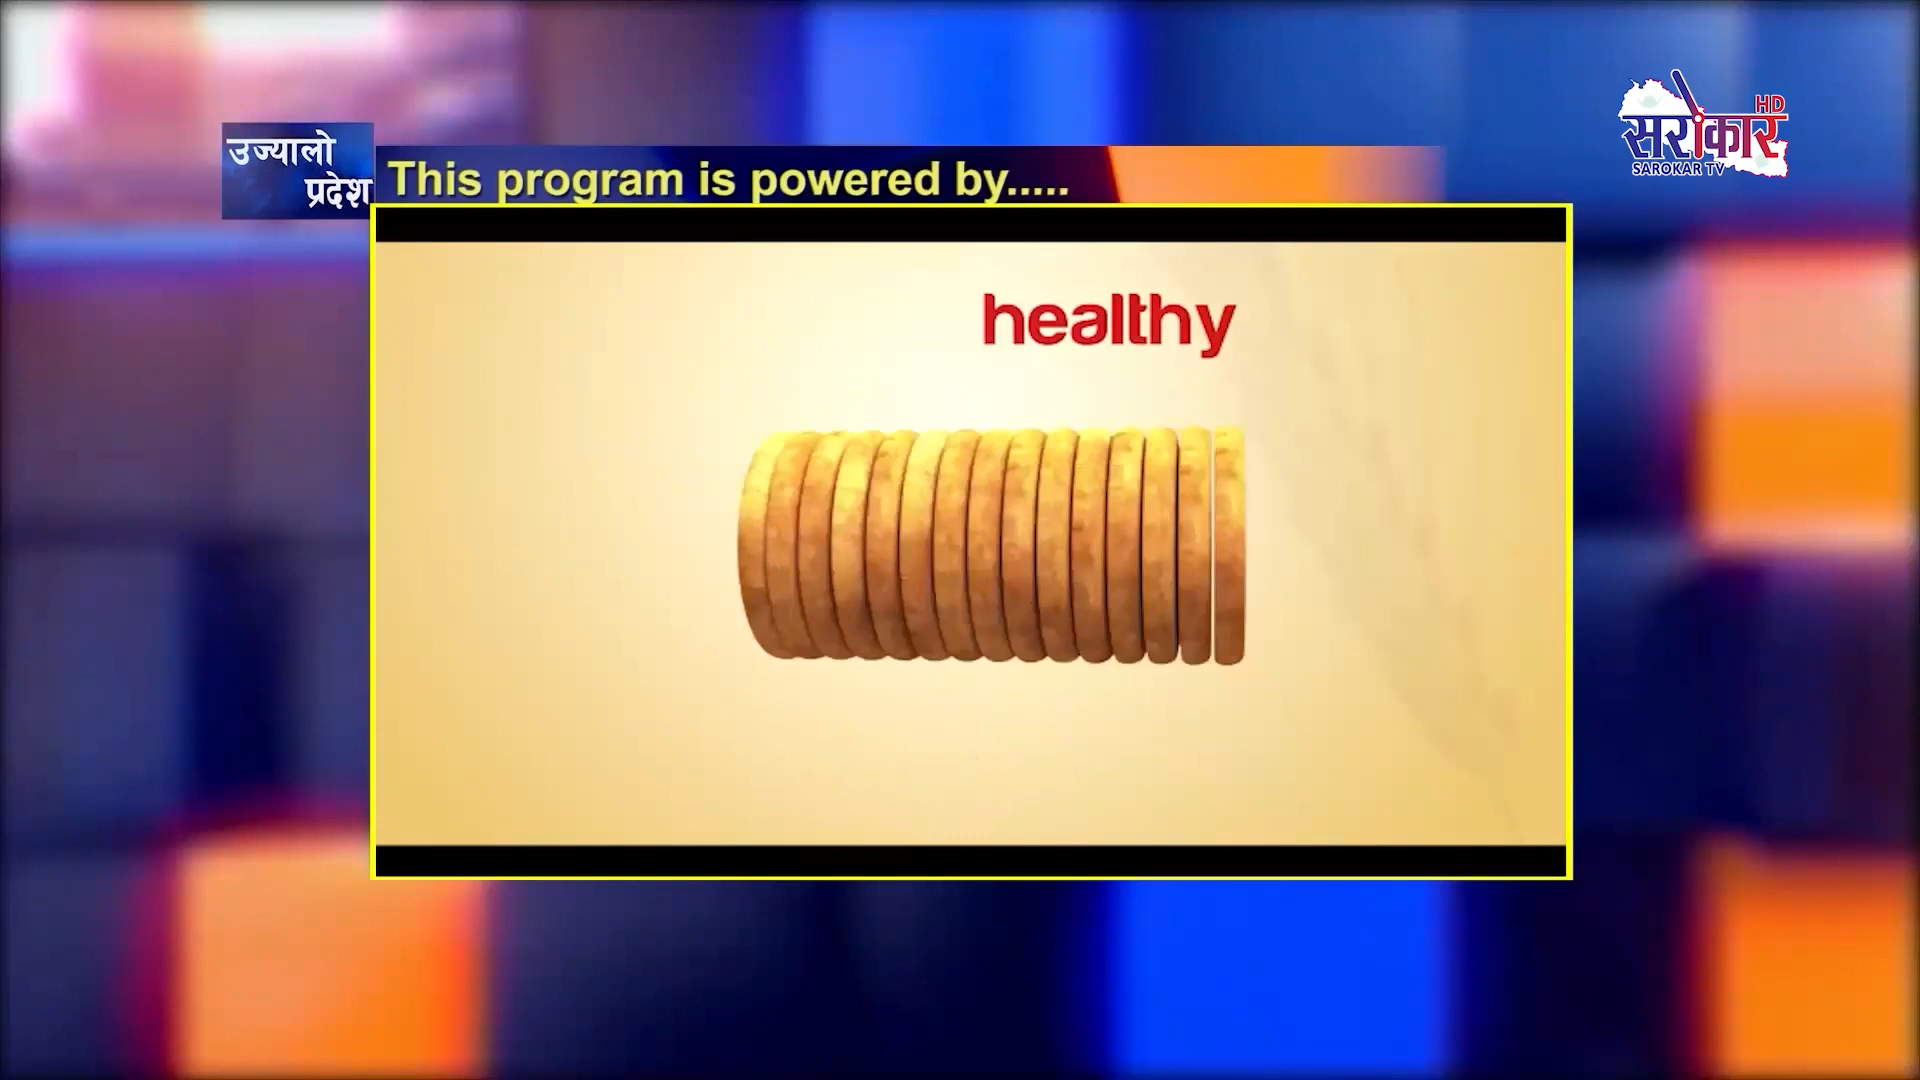 उज्यालो
प्रदेश
This program is powered by.....
healthy
HD
सरोकार
SAROKAR TV